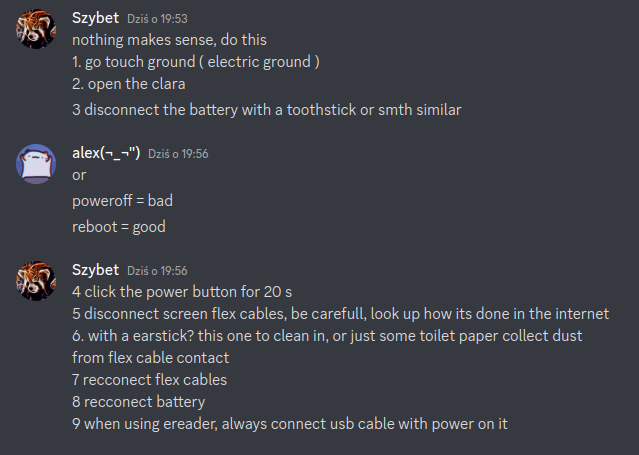 Szybet Dziś o 19:53
nothing makes sense, do this
1. go touch ground ( electric ground )
2. open the clara
3 disconnect the battery with a toothstick or smth similar
alex(¬_¬") Dziś o 19:56
or
poweroff = bad
reboot = good
Szybet Dziś o 19:56
4 click the power button for 20 s
5 disconnect screen flex cables, be carefull, look up how its done in the internet
6. with a earstick? this one to clean in, or just some toilet paper collect dust
from flex cable contact
7 recconect flex cables
8 recconect battery
9 when using ereader, always connect usb cable with power on it